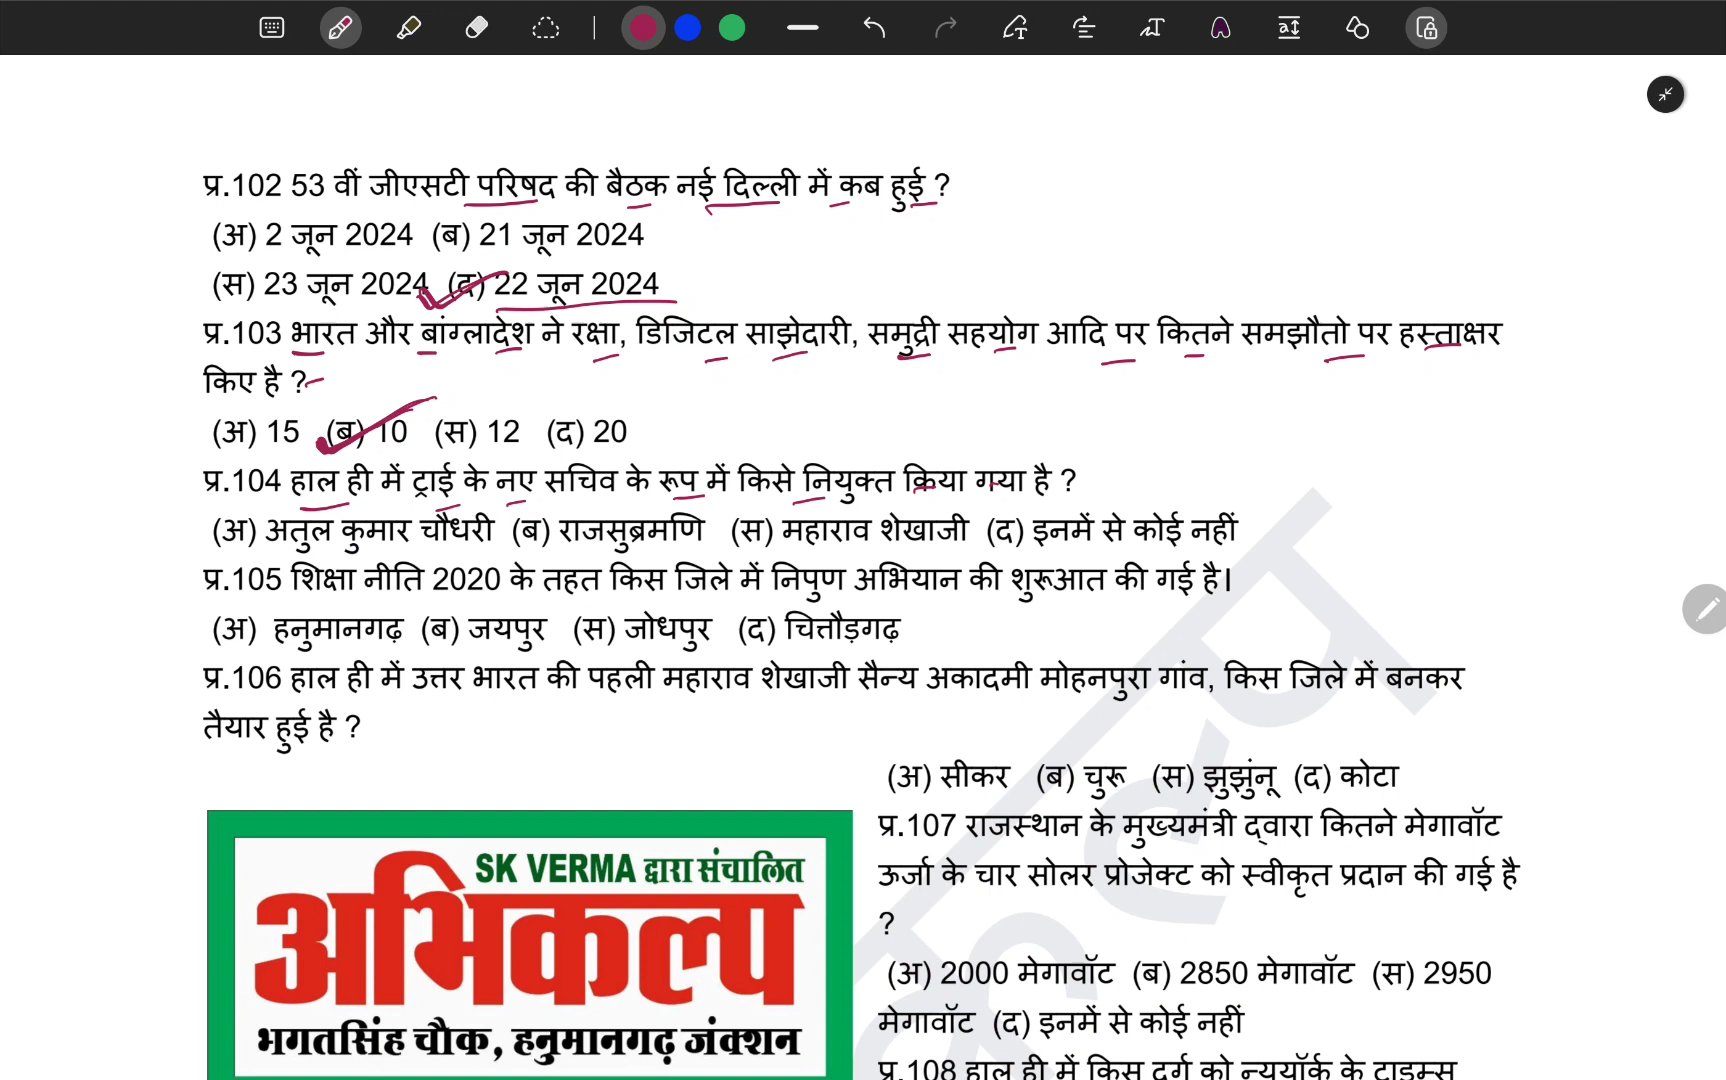 प्र.102 53 वीं जीएसटी परिषद की बैठक नई दिल्ली में कब हुई ?
(अ) 2 जून 2024 (ब) 21 जून 2024
(स) 23 जून 2024 (द) 22 जून 2024
प्र.103 भारत और बांग्लादेश ने रक्षा, डिजिटल साझेदारी, समुद्री सहयोग आदि पर कितने समझौतो पर हस्ताक्षर
किए है ?
(अ) 15 (ब) 10 (स) 12 (द) 20
प्र.104 हाल ही में ट्राई के नए सचिव के रूप में किसे नियुक्त किया गया है ?
(अ) अतुल कुमार चौधरी (ब) राजसुब्रमणि (स) महाराव शेखाजी (द) इनमें से कोई नहीं
प्र.105 शिक्षा नीति 2020 के तहत किस जिले में निपुण अभियान की शुरूआत की गई है।
(अ) हनुमानगढ़ (ब) जयपुर (स) जोधपुर (द) चित्तौड़गढ़
प्र.106 हाल ही में उत्तर भारत की पहली महाराव शेखाजी सैन्य अकादमी मोहनपुरा गांव, किस जिले में बनकर
तैयार हुई है ?
(अ) सीकर (ब) चुरू (स) झुझुंनू (द) कोटा
प्र.107 राजस्थान के मुख्यमंत्री द्वारा कितने मेगावॉट
ऊर्जा के चार सोलर प्रोजेक्ट को स्वीकृत प्रदान की गई है
?
(अ) 2000 मेगावॉट (ब) 2850 मेगावॉट (स) 2950
मेगावॉट (द) इनमें से कोई नहीं
प्र.108 हाल ही में किस दुर्ग को न्यूयॉर्क के टाइम्स
SK VERMA द्वारा संचालित
अभिकल्प
भगतसिंह चौक, हनुमानगढ़ जंक्शन